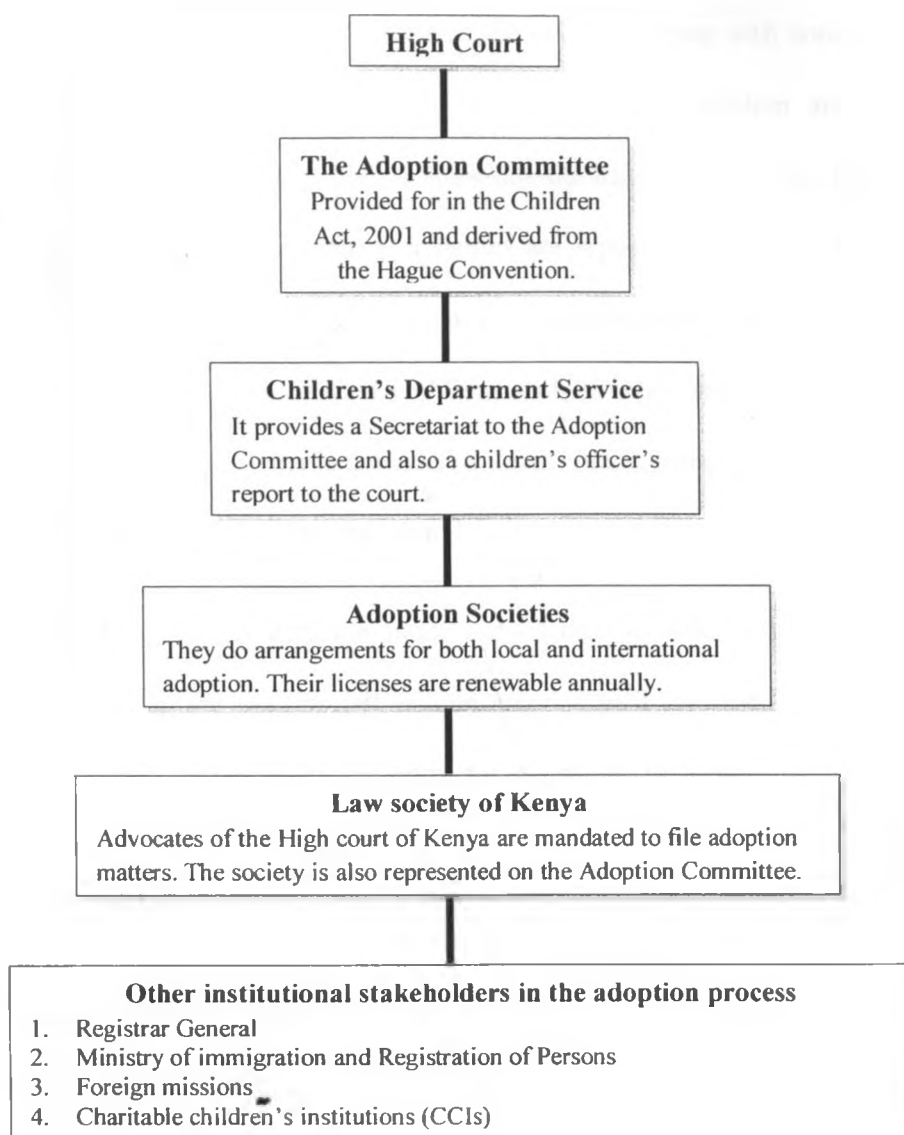 High Court
The Adoption Committee
Provided for in the Children
Act, 2001 and derived from
the Hague Convention.
Children's Department Service
It provides a Secretariat to the Adoption
Committee and also a children's officer's
report to the court.
Adoption Societies
They do arrangements for both local and international
adoption. Their licenses are renewable annually.
Law society of Kenya
Advocates of the High court of Kenya are mandated to file adoption
matters. The society is also represented on the Adoption Committee.
Other institutional stakeholders in the adoption process
1. Registrar General
2. Ministry of immigration and Registration of Persons
3. Foreign missions
4. Charitable children's institutions (CCIs)